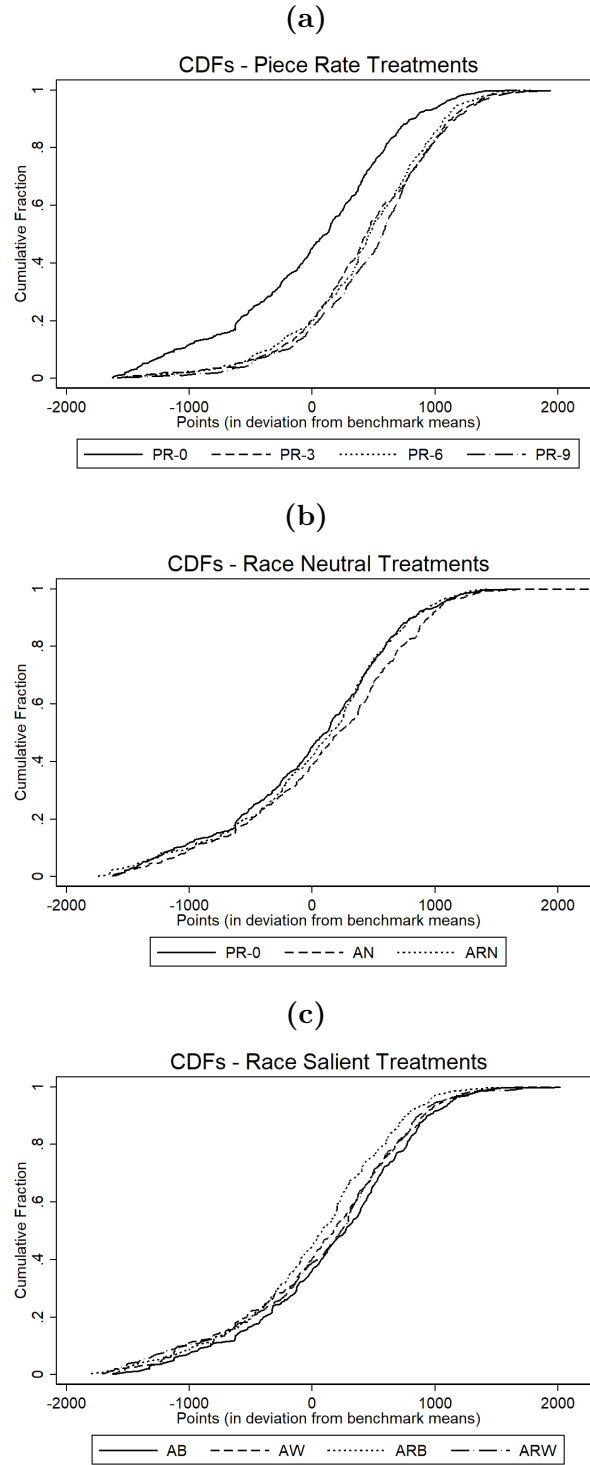 (a)
CDFs - Piece Rate Treatments
Cumulative Fraction
1
.8
.6
.4
.2
0
-2000 -1000 0 1000 2000
Points (in deviation from benchmark means)
PR-0 PR-3 PR-6 PR-9
(b)
CDFs - Race Neutral Treatments
Cumulative Fraction
1
.8
.6
.4
.2
0
-2000 -1000 0 1000 2000
Points (in deviation from benchmark means)
PR-0 AN ARN
(c)
CDFs - Race Salient Treatments
Cumulative Fraction
1
.8
.6
.4
.2
0
-2000 -1000 0 1000 2000
Points (in deviation from benchmark means)
AB AW ARB ARW